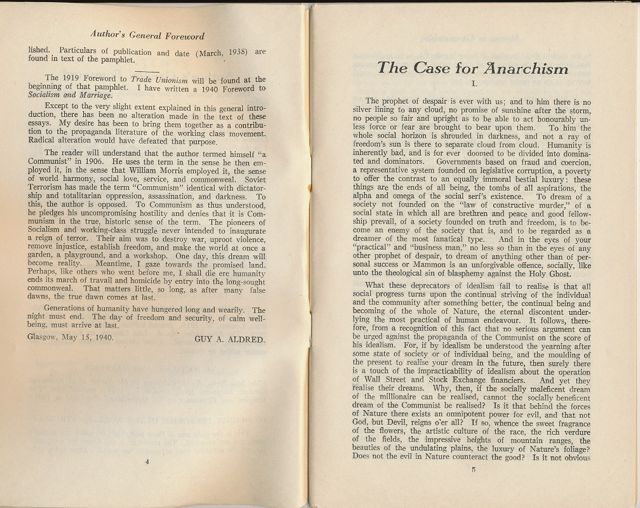 Author's General Foreword
lished. Particulars of publication and date (March, 1938) are
found in text of the pamphlet.
The 1919 Foreword to Trade Unionism will be found at the
beginning of that pamphlet. I have written a 1940 Foreword to
Socialism and Marriage.
Except to the very slight extent explained in this general intro-
duction, there has been no alteration made in the text of these
essays. My desire has been to bring them together as a contribu-
tion to the propaganda literature of the working class movement.
Radical alteration would have defeated that purpose.
The reader will understand that the author termed himself "a
Communist" in 1906. He uses the term in the sense he then em-
ployed it, in the sense that William Morris employed it, the sense
of world harmony, social love, service, and commonweal. Soviet
Terrorism has made the term "Communism" identical with dictator-
ship and totalitarian oppression, assassination, and darkness. To
this, the author is opposed. To Communism as thus understood,
he pledges his uncompromising hostility and denies that it is Com-
munism in the true, historic sense of the term. The pioneers of
Socialism and working-class struggle never intended to inaugurate
a reign of terror. Their aim was to destroy war, uproot violence,
remove injustice, establish freedom, and make the world at once a
garden, a playground, and a workshop. One day, this dream will
become reality. Meantime, I gaze towards the promised land.
Perhaps, like others who went before me, I shall die ere humanity
ends its march of travail and homicide by entry into the long-sought
commonweal. That matters little, so long, as after many false
dawns, the true dawn comes at last.
Generations of humanity have hungered long and wearily. The
night must end. The day of freedom and security, of calm well-
being, must arrive at last.
Glasgow, May 15, 1940. GUY A. ALDRED.
4
The Case for Anarchism
I.
The prophet of despair is ever with us; and to him there is no
silver lining to any cloud, no promise of sunshine after the storm,
no people so fair and upright as to be able to act honourably un-
less force or fear are brought to bear upon them. To him the
whole social horizon is shrouded in darkness, and not a ray of
freedom's sun is there to separate cloud from cloud. Humanity is
inherently bad, and is for ever doomed to be divided into domina-
ted and dominators. Governments based on fraud and coercion,
a representative system founded on legislative corruption, a poverty
to offer the contrast to an equally immoral bestial luxury: these
things are the ends of all being, the tombs of all aspirations, the
alpha and omega of the social serf's existence. To dream of a
society not founded on the "law of constructive murder," of a
social state in which all are brethren and peace and good fellow-
ship prevail, of a society founded on truth and freedom, is to be-
come an enemy of the society that is, and to be regarded as a
dreamer of the most fanatical type. And in the eyes of your
"practical" and "business man," no less so than in the eyes of any
other prophet of despair, to dream of anything other than of per-
sonal success or Mammon is an unforgivable offence, socially, like
unto the theological sin of blasphemy against the Holy Ghost.
What these deprecators of idealism fail to realise is that all
social progress turns upon the continual striving of the individual
and the community after something better, the continual being and
becoming of the whole of Nature, the eternal discontent under-
lying the most practical of human endeavour. It follows, there-
fore, from a recognition of this fact that no serious argument can
be urged against the propaganda of the Communist on the score of
his idealism. For, if by idealism be understood the yearning after
some state of society or of individual being, and the moulding of
the present to realise your dream in the future, then surely there
is a touch of the impracticability of idealism about the operation
of Wall Street and Stock Exchange financiers. And yet they
realise their dreams. Why, then, if the socially maleficent dream
of the millionaire can be realised, cannot the socially beneficent
dream of the Communist be realised? Is it that behind the forces
of Nature there exists an omnipotent power for evil, and that not
God, but Devil, reigns o'er all? If so, whence the sweet fragrance
of the flowers, the artistic culture of the race, the rich verdure
of the fields, the impressive heights of mountain ranges, the
beauties of the undulating plains, the luxury of Nature's foliage?
Does not the evil in Nature counteract the good? Is it not obvious
5